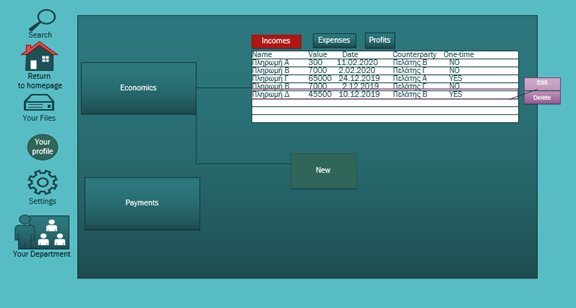 Search
Return
to homepage
Your Files
Your
profile
Settings
Your Department
Economics
Payments
Incomes
Expenses
Profits
Name Value Date Counterparty One-time
Πληρωμή Α 300 11.02.2020 Πελάτης Β NO
Πληρωμή Β 7000 2.02.2020 Πελάτης Γ NO
Πληρωμή Γ 65000 24.12.2019 Πελάτης Α YES
Πληρωμή Β 7000 2.12.2019 Πελάτης Γ NO
Πληρωμή Δ 45500 10.12.2019 Πελάτης Β YES
Edit
Delete
New